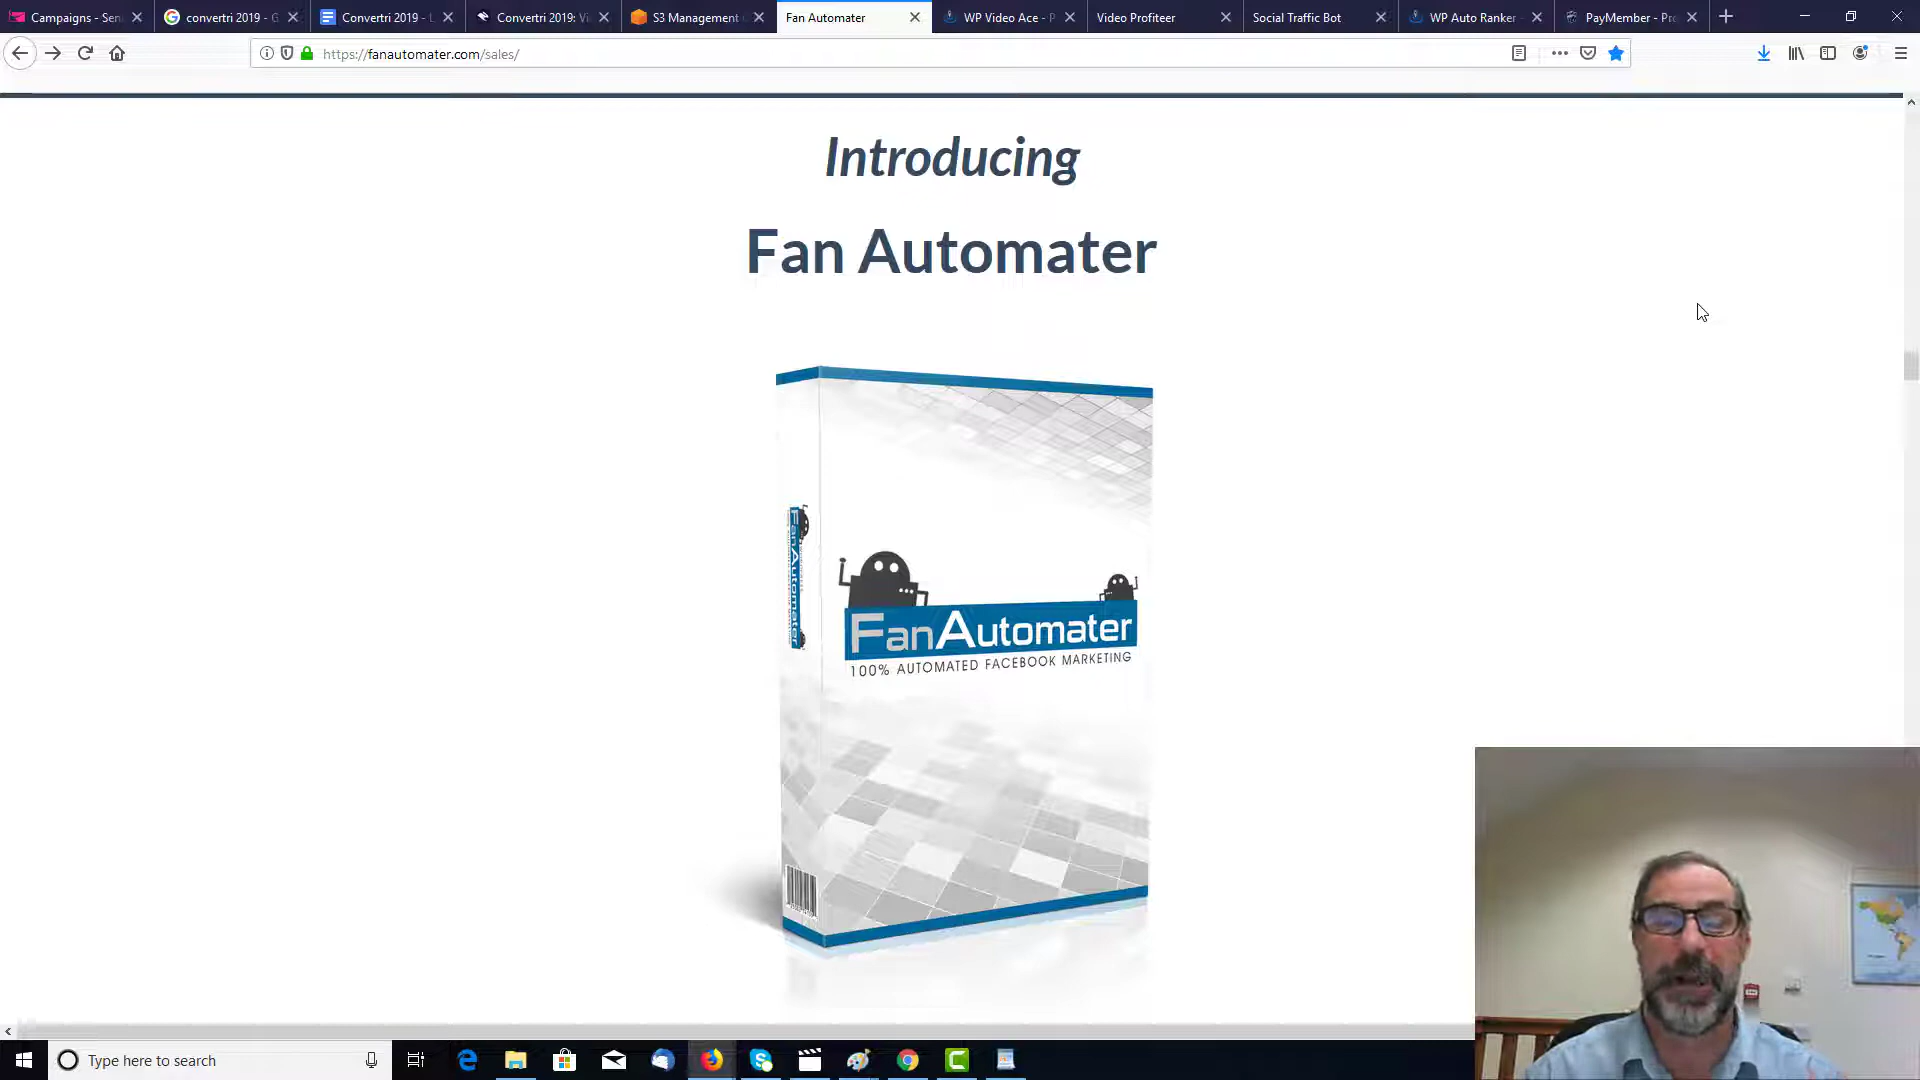 Campaigns - Sen
convertri 2019 - G
Convertri 2019 - L
Convertri 2019: Vi
S3 Management
Fan Automater
WP Video Ace - P
Video Profiteer
Social Traffic Bot
WP Auto Ranker
PayMember - Pro
https://fanautomater.com/sales/
Introducing
Fan Automater
FanAutomater
FanAutomater
100% AUTOMATED FACEBOOK MARKETING
Type here to search